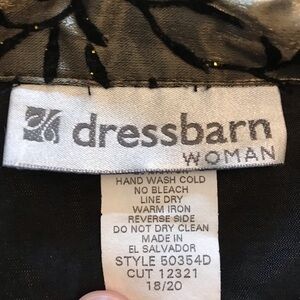 dressbarn
WOMAN
HAND WASH COLD
NO BLEACH
LINE DRY
WARM IRON
REVERSE SIDE
DO NOT DRY CLEAN
MADE IN
EL SALVADOR
STYLE 50354D
CUT 12321
18/20